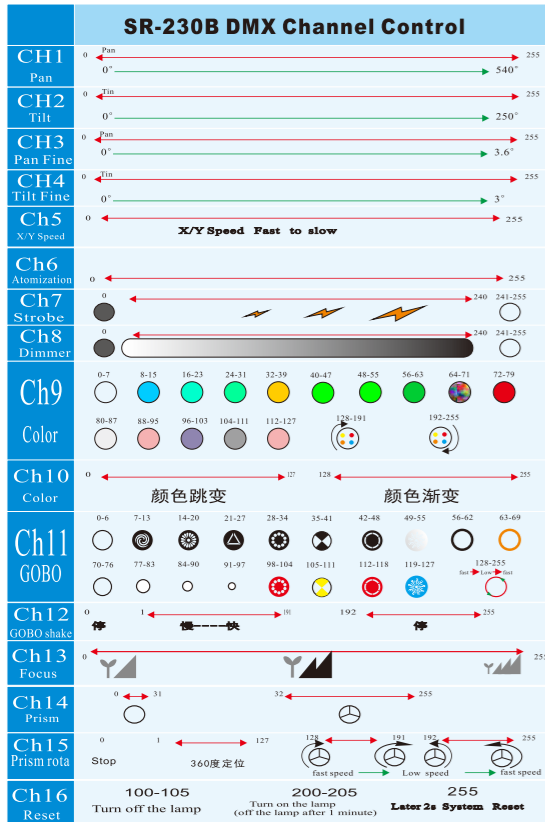 SR-230B DMX Channel Control
CH1
Pan
0 Pan 255
0° 540°
CH2
Tilt
0 Tin 255
0° 250°
CH3
Pan Fine
0 Pan 255
0° 3.6°
CH4
Tilt Fine
0 Tin 255
0° 3°
Ch5
X/Y Speed
0 255
X/Y Speed Fast to slow
Ch6
Atomization
0 255
Ch7
Strobe
0 240 241-255
Ch8
Dimmer
0 240 241-255
Ch9
Color
0-7 8-15 16-23 24-31 32-39 40-47 48-55 56-63 64-71 72-79
80-87 88-95 96-103 104-111 112-127 128-191 192-255
Ch10
Color
0 127 128 255
颜色跳变 颜色渐变
Ch11
GOBO
0-6 7-13 14-20 21-27 28-34 35-41 42-48 49-55 56-62 63-69
70-76 77-83 84-90 91-97 98-104 105-111 112-118 119-127 128-255
fast Low fast
Ch12
GOBO shake
0 1 191 192 255
停 慢----快 停
Ch13
Focus
0 255
Ch14
Prism
0 31 32 255
Ch15
Prism rota
0 1 127 128 191 192 255
Stop 360度定位
fast speed Low speed fast speed
Ch16
Reset
100-105 200-205 255
Turn off the lamp Turn on the lamp Later 2s System Reset
(off the lamp after 1 minute)